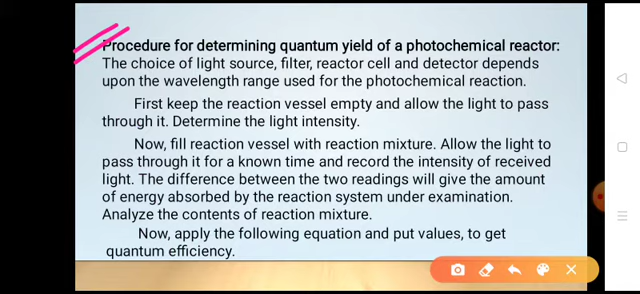 Procedure for determining quantum yield of a photochemical reactor:
The choice of light source, filter, reactor cell and detector depends
upon the wavelength range used for the photochemical reaction.
First keep the reaction vessel empty and allow the light to pass
through it. Determine the light intensity.
Now, fill reaction vessel with reaction mixture. Allow the light to
pass through it for a known time and record the intensity of received
light. The difference between the two readings will give the amount
of energy absorbed by the reaction system under examination.
Analyze the contents of reaction mixture.
Now, apply the following equation and put values, to get
quantum efficiency.